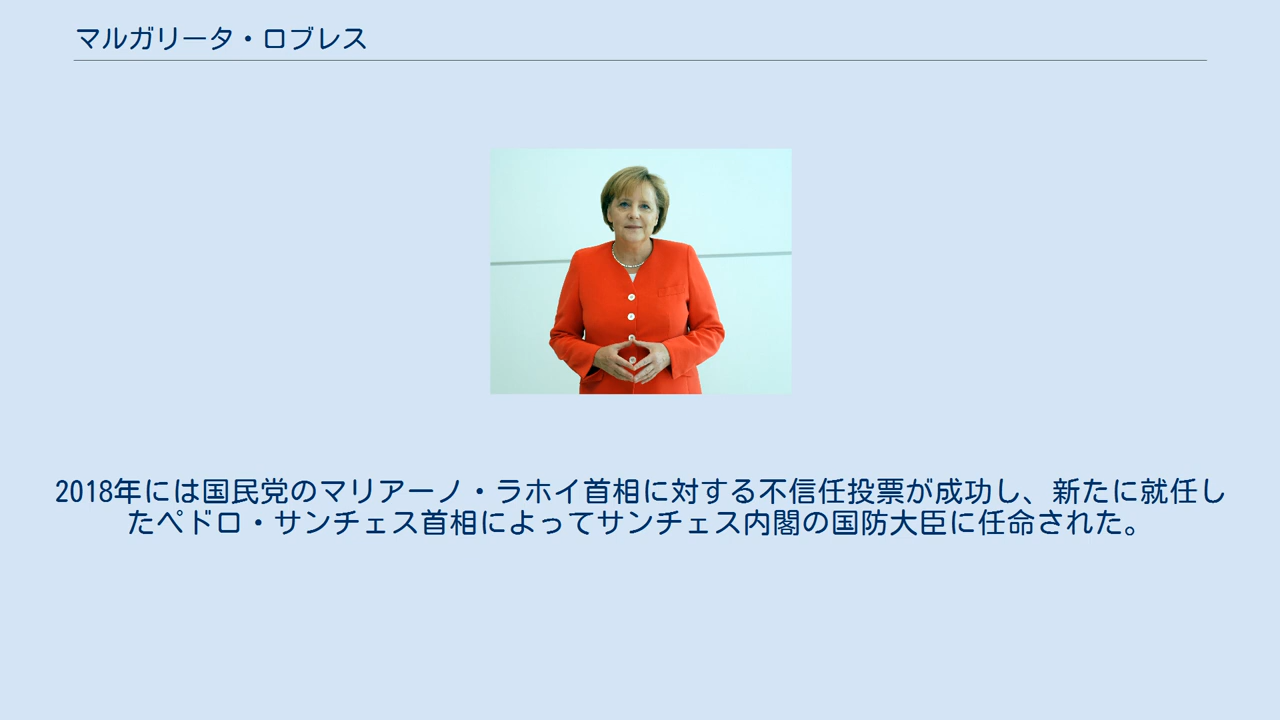 マルガリータ・ロブレス
2018年には国民党のマリアーノ・ラホイ首相に対する不信任投票が成功し、新たに就任し
たペドロ・サンチェス首相によってサンチェス内閣の国防大臣に任命された。